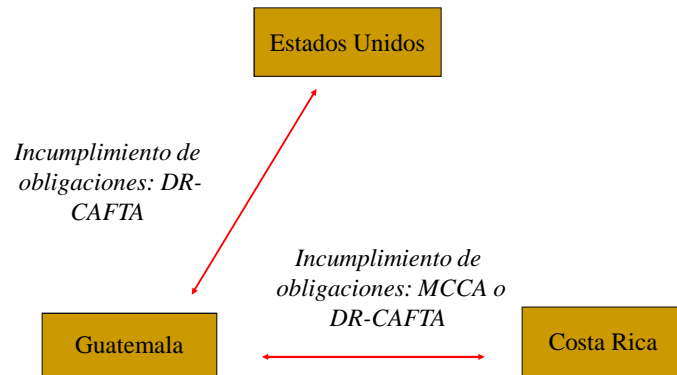 Estados Unidos
Incumplimiento de
obligaciones: DR-
CAFTA
Incumplimiento de
obligaciones: MCCA o
DR-CAFTA
Guatemala
Costa Rica